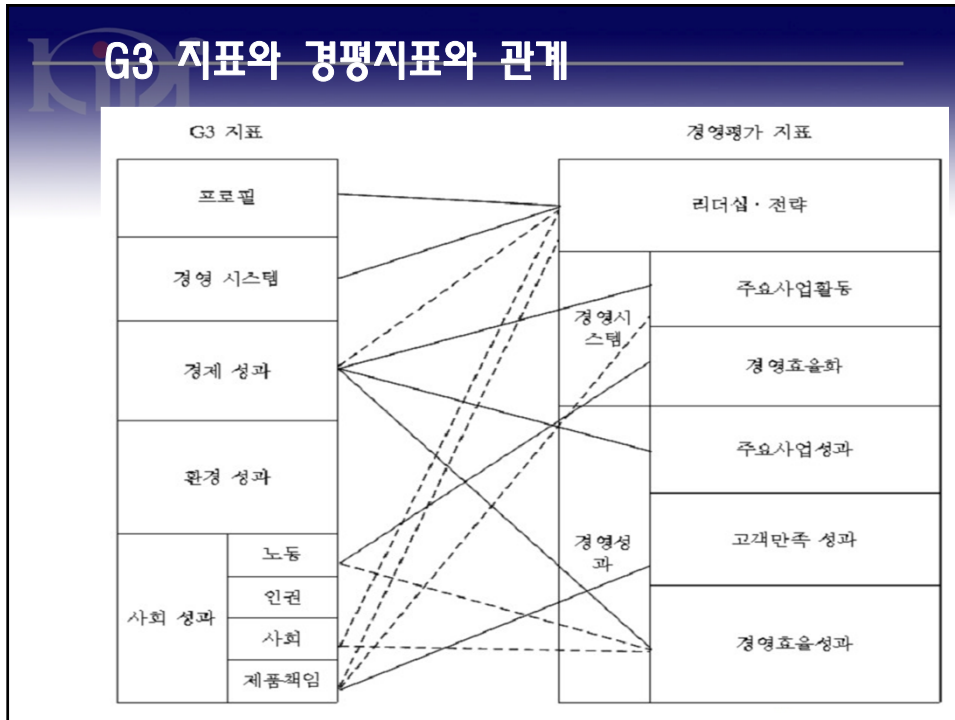 G3 지표와 경평지표와 관계
G3 지표
경영평가 지표
프로필
경영 시스템
경제 성과
환경 성과
사회 성과
노동
인권
사회
제품책임
리더십·전략
경영시
스템
주요사업활동
경영효율화
경영성
과
주요사업성과
고객만족 성과
경영효율성과